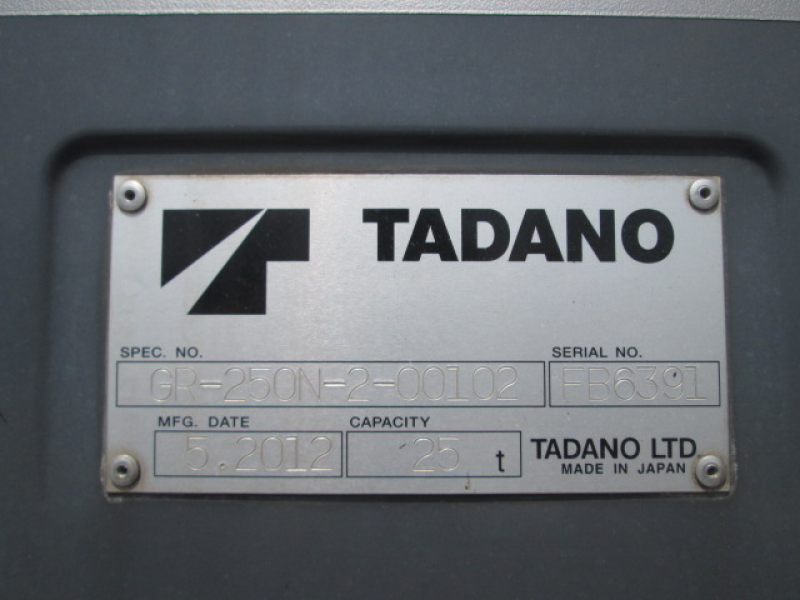 TADANO
SPEC. NO. SERIAL NO.
GR-250N-2-00102 FB6391
MFG. DATE CAPACITY
5.2012 25 t TADANO LTD.
MADE IN JAPAN